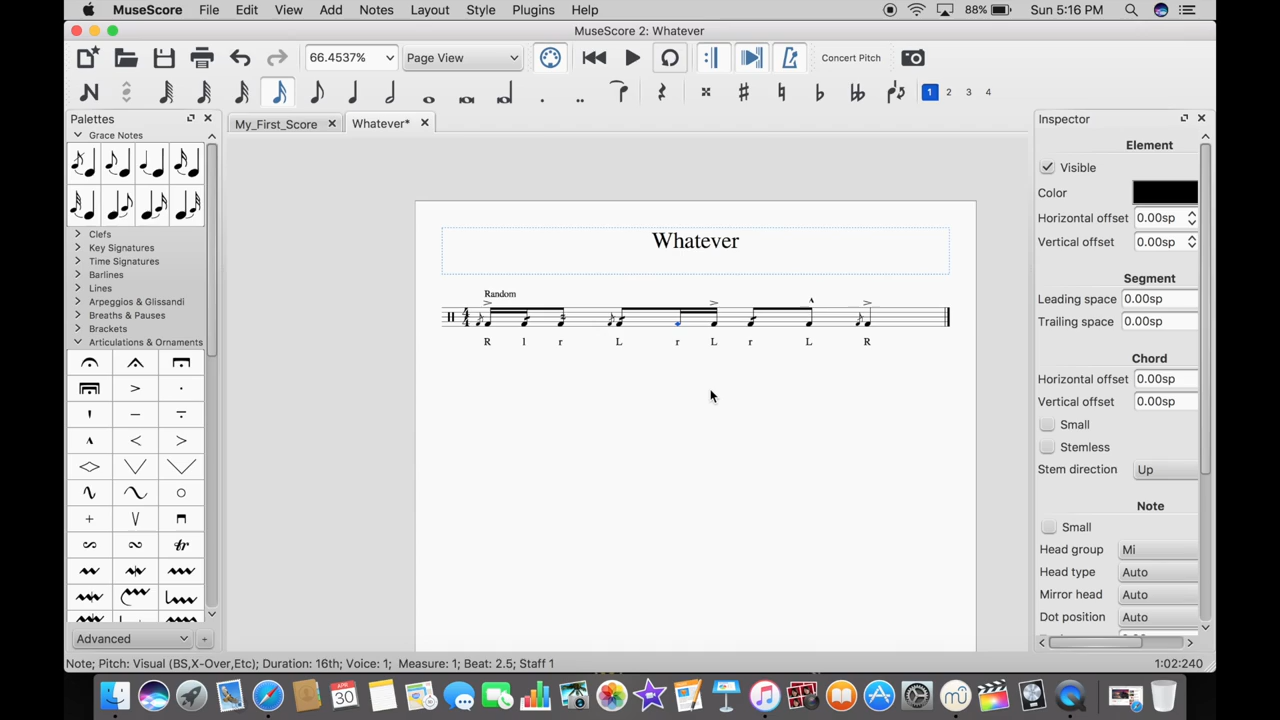 MuseScore File Edit View Add Notes Layout Style Plugins Help 88% Sun 5:16 PM
MuseScore 2: Whatever
66.4537% Page View Concert Pitch
1 2 3 4
Palettes My_First_Score Whatever* Inspector
Grace Notes
Clefs
Key Signatures
Time Signatures
Barlines
Lines
Arpeggios & Glissandi
Breaths & Pauses
Brackets
Articulations & Ornaments
tr
Advanced
Whatever
Random
R l r L r L r L R
Element
Visible
Color
Horizontal offset 0.00sp
Vertical offset 0.00sp
Segment
Leading space 0.00sp
Trailing space 0.00sp
Chord
Horizontal offset 0.00sp
Vertical offset 0.00sp
Small
Stemless
Stem direction Up
Note
Small
Head group Mi
Head type Auto
Mirror head Auto
Dot position Auto
Note; Pitch: Visual (BS,X-Over,Etc); Duration: 16th; Voice: 1; Measure: 1; Beat: 2.5; Staff 1 1:02:240
APR
30